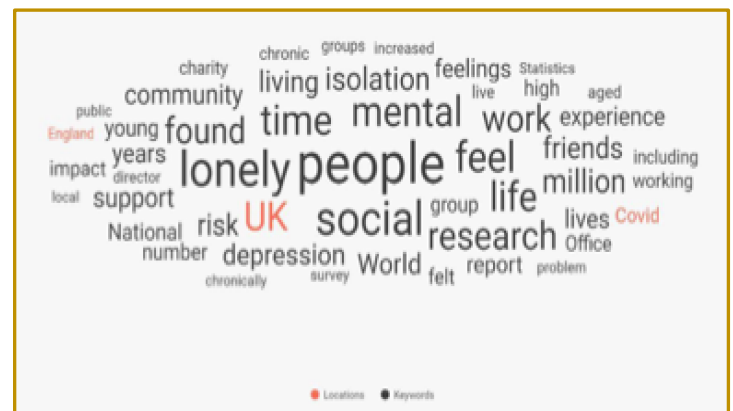 chronic groups increased
charity living isolation feelings Statistics
community live high aged
public time mental work experience
England young found
friends including
impact years lonely people feel
director million working
local support life
UK social group lives Covid
National risk research Office
number depression World report problem
chronically survey felt
Locations Keywords